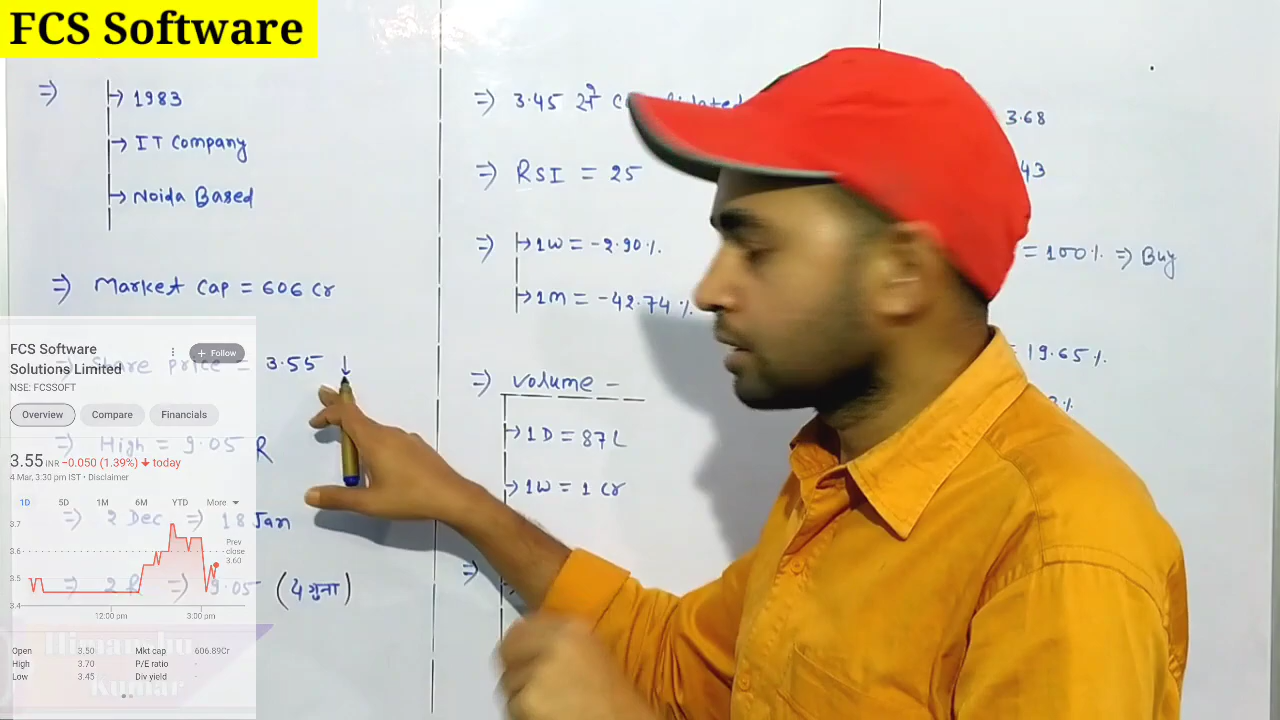 FCS Software
=> 1983
IT Company
Noida Based
=> Market Cap = 606 Cr
=> Share price = 3.55 ↓
=> High = 9.05 R
=> 2 Dec => 18 Jan
=> 2 => 9.05 (4 गुना)
=> 3.45 से
=> RSI = 25
=> 1W = -2.90%.
1M = -42.74%.
=> Volume -
1D = 87L
1W = 1 Cr
=>
3.68
43
= 100% => Buy
= 19.65%.
%
FCS Software
Solutions Limited
+ Follow
NSE: FCSSOFT
Overview Compare Financials
3.55 INR −0.050 (1.39%) ↓ today
4 Mar, 3:30 pm IST • Disclaimer
1D 5D 1M 6M YTD More
3.7
3.6
3.5
3.4
Prev
close
3.60
12:00 pm 3:00 pm
Himanshu
Kumar
Open 3.50 Mkt cap 606.89Cr
High 3.70 P/E ratio -
Low 3.45 Div yield -